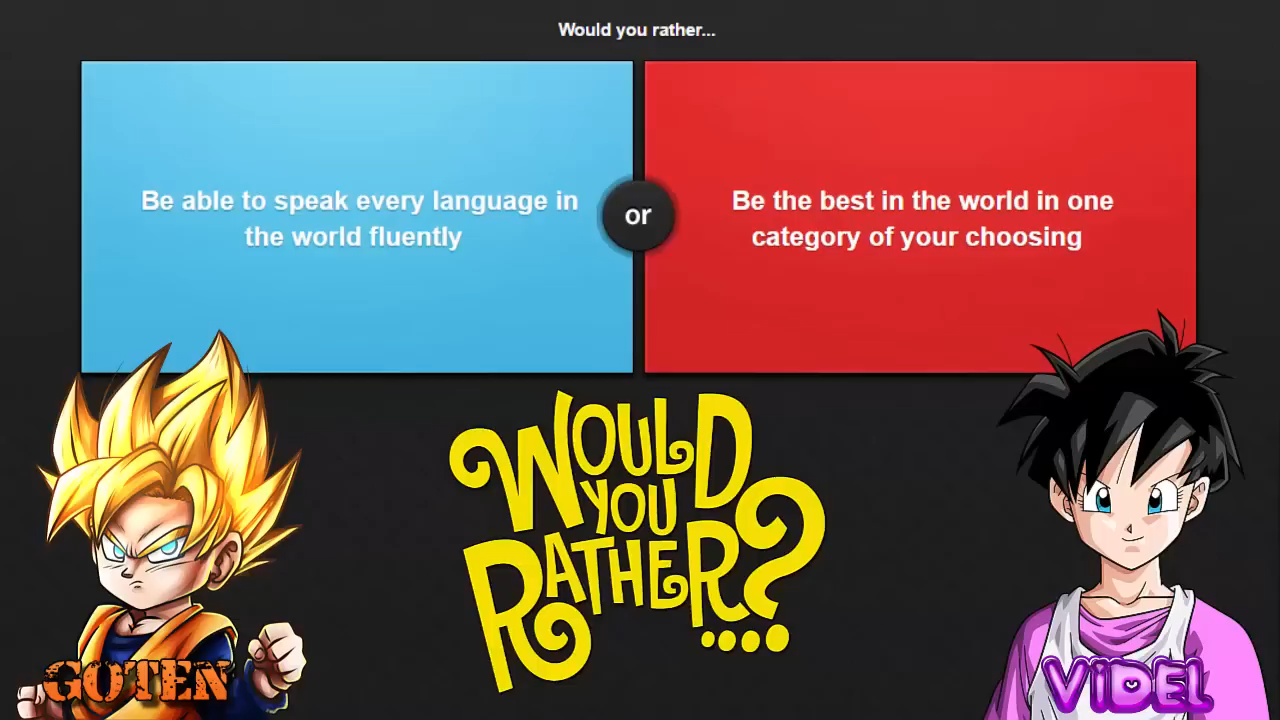 Would you rather...
Be able to speak every language in
the world fluently
or
Be the best in the world in one
category of your choosing
WOULD
YOU
RATHER?....
GOTEN
ViDEL